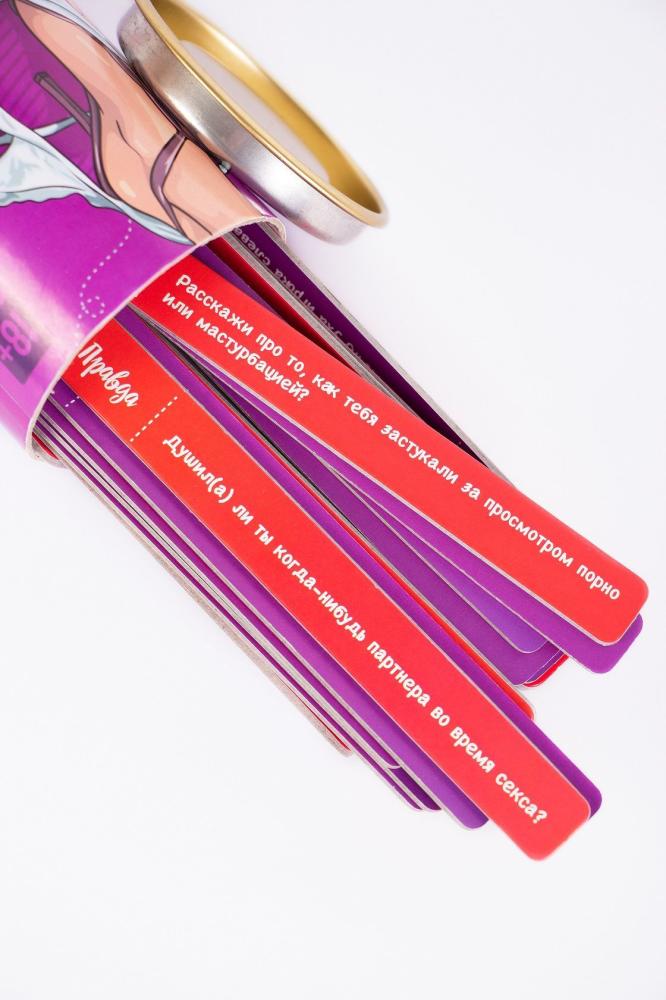 Расскажи про то, как тебя застукали за просмотром порно
или мастурбацией?
Правда
душил(а) ли ты когда-нибудь партнера во время секса?
18+